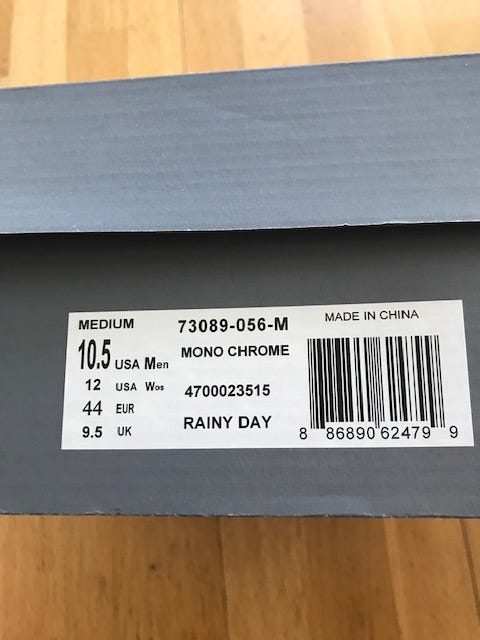 MEDIUM
10.5 USA Men
12 USA Wos
44 EUR
9.5 UK
73089-056-M
MONO CHROME
4700023515
RAINY DAY
MADE IN CHINA
8 86890 62479 9